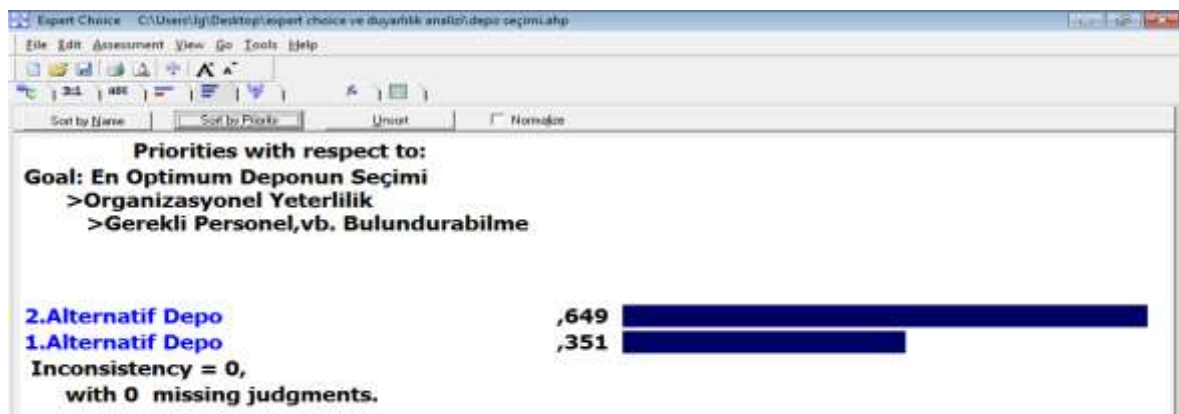 Expert Choice C:\Users\lg\Desktop\expert choice ve duyarlılık analizi\depo seçimi.ahp
File Edit Assessment View Go Tools Help
3:1 ABC
Sort by Name Sort by Priority Unsort Normalize
Priorities with respect to:
Goal: En Optimum Deponun Seçimi
>Organizasyonel Yeterlilik
>Gerekli Personel,vb. Bulundurabilme
2.Alternatif Depo ,649
1.Alternatif Depo ,351
Inconsistency = 0,
with 0 missing judgments.